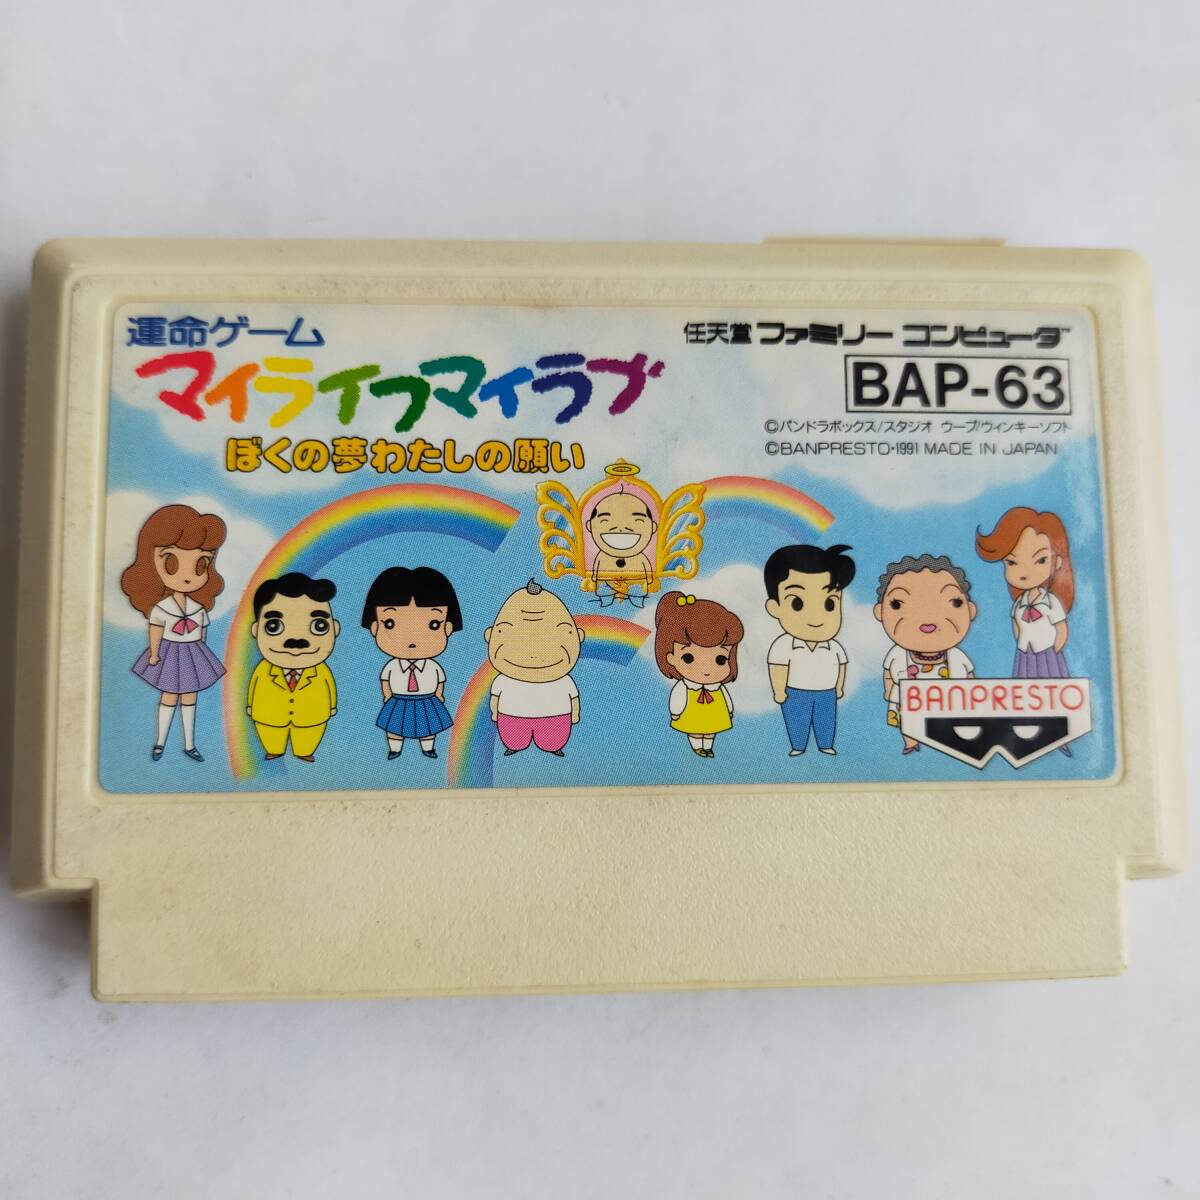 運命ゲーム
マイライフマイラブ
ぼくの夢わたしの願い
任天堂 ファミリー コンピュータ™
BAP-63
©パンドラボックス/スタジオ ウーブ/ウィンキーソフト
©BANPRESTO・1991 MADE IN JAPAN
BANPRESTO